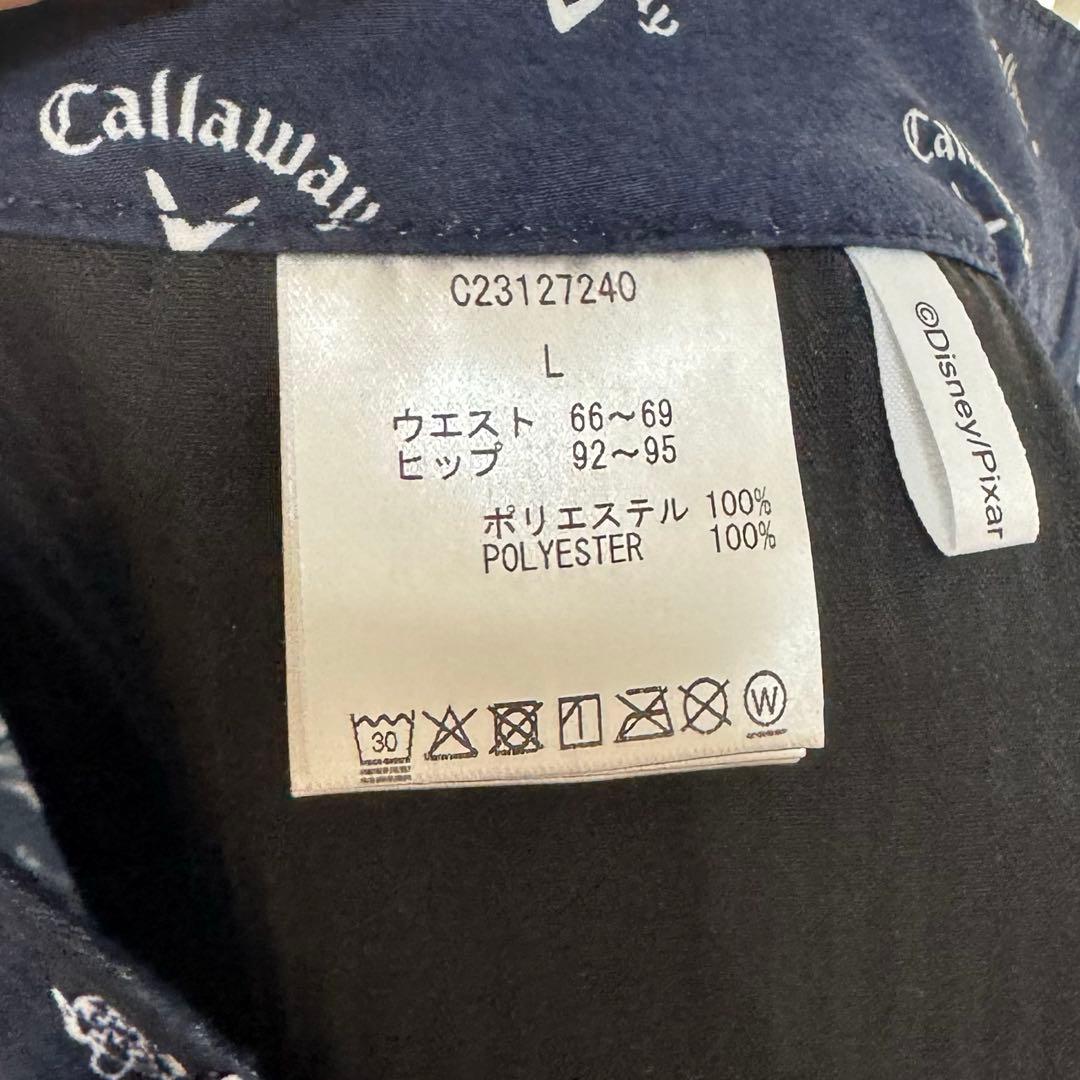 Callaway
C23127240
L
ウエスト 66～69
ヒップ 92～95
ポリエステル 100%
POLYESTER 100%
30
W
©Disney/Pixar